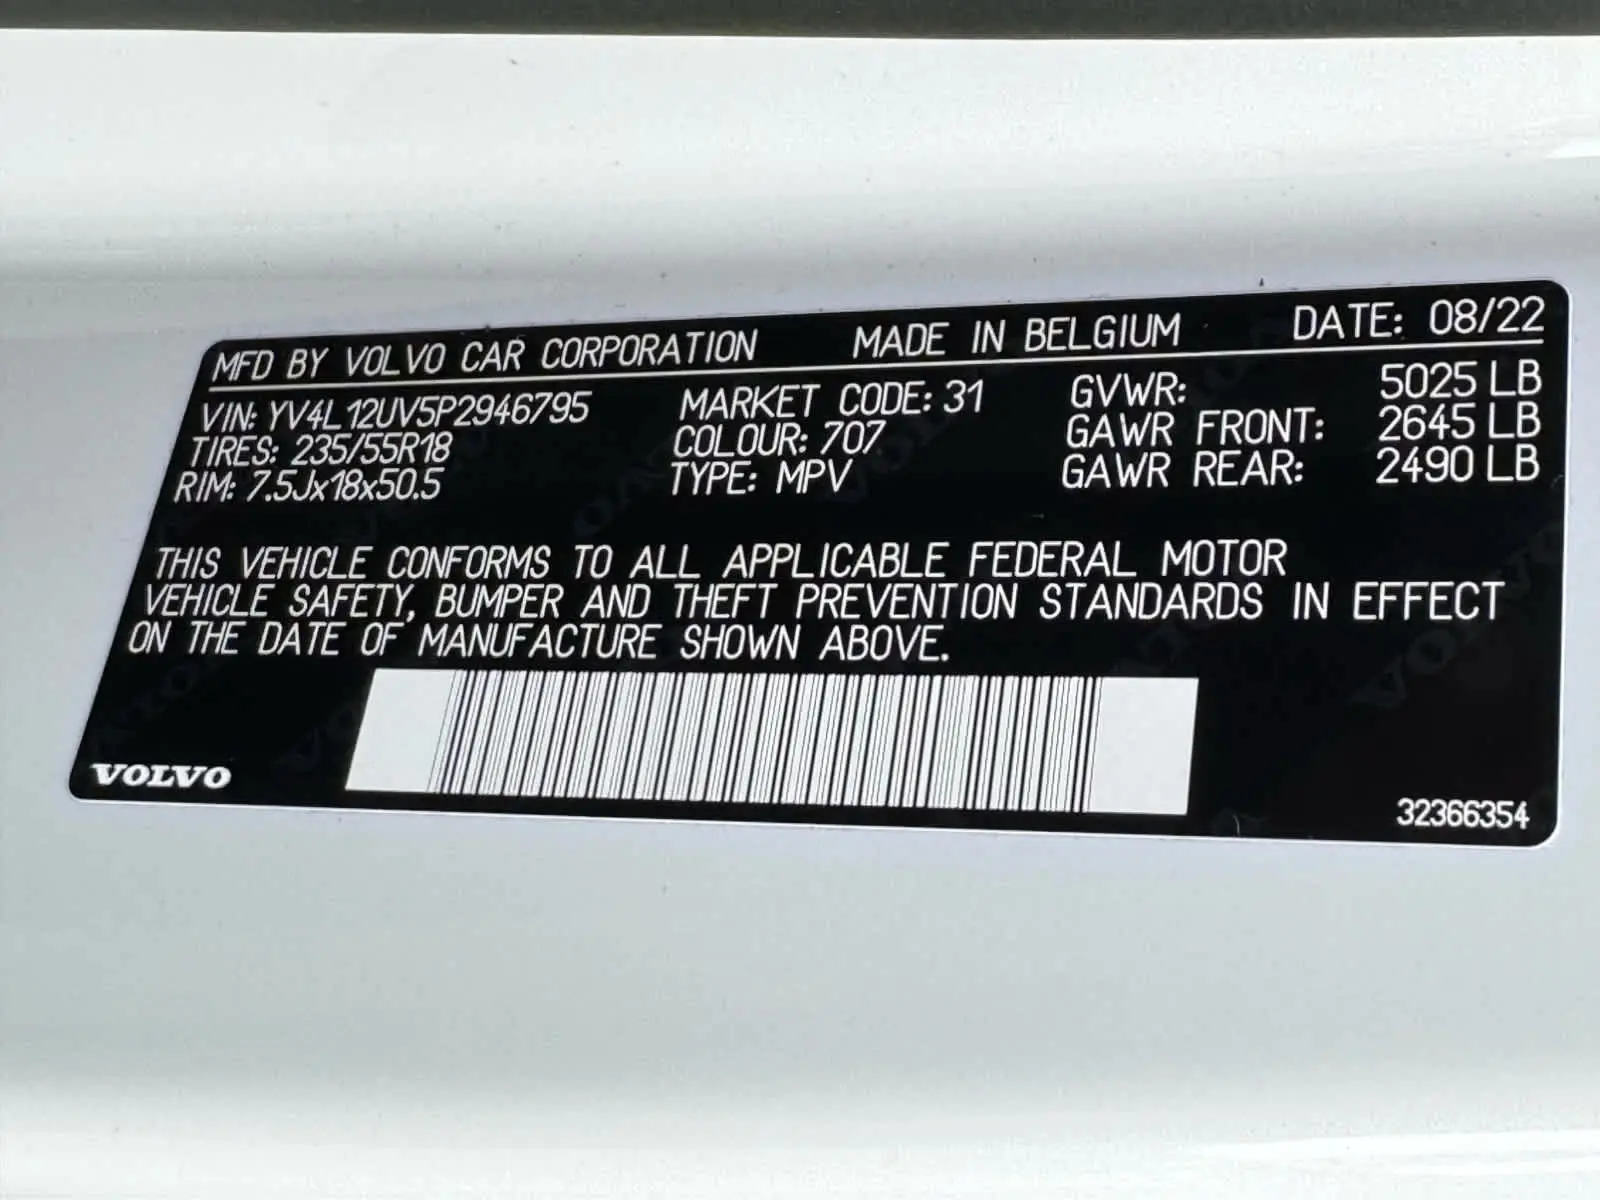 MFD BY VOLVO CAR CORPORATION MADE IN BELGIUM DATE: 08/22
VIN: YV4L12UV5P2946795 MARKET CODE: 31 GVWR: 5025 LB
TIRES: 235/55R18 COLOUR: 707 GAWR FRONT: 2645 LB
RIM: 7.5Jx18x50.5 TYPE: MPV GAWR REAR: 2490 LB
THIS VEHICLE CONFORMS TO ALL APPLICABLE FEDERAL MOTOR
VEHICLE SAFETY, BUMPER AND THEFT PREVENTION STANDARDS IN EFFECT
ON THE DATE OF MANUFACTURE SHOWN ABOVE.
VOLVO
32366354